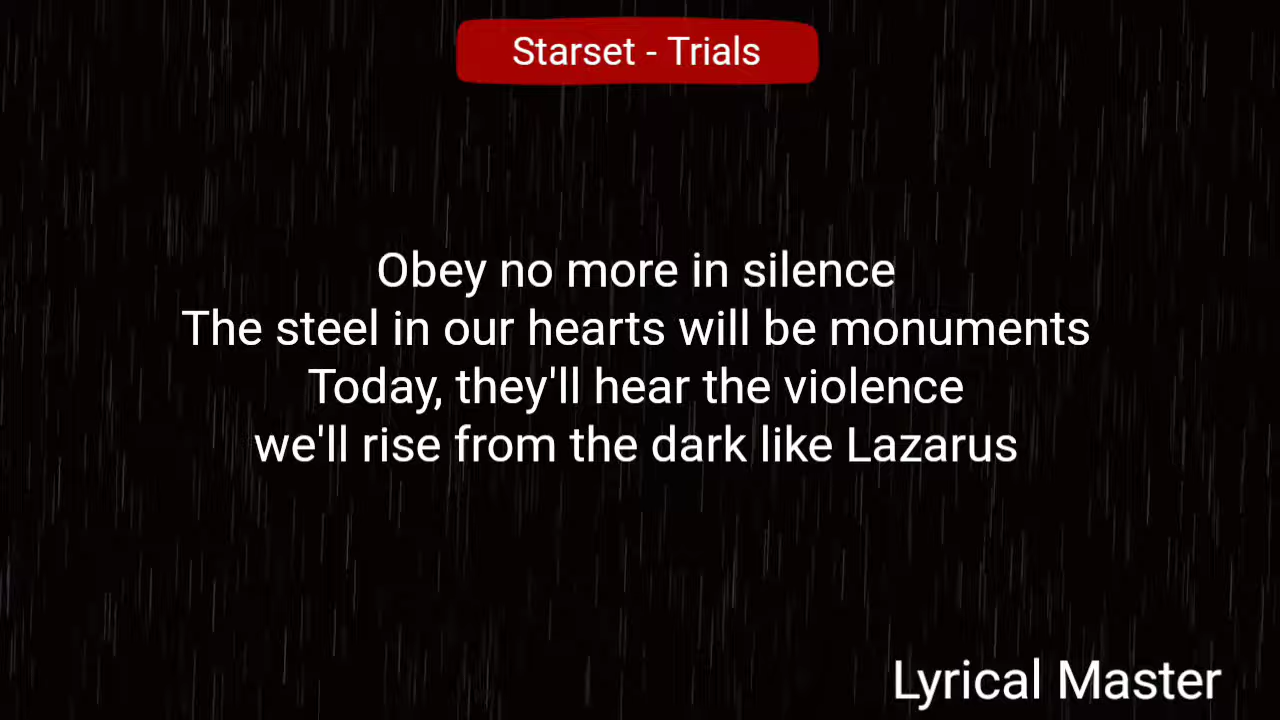 Starset - Trials
Obey no more in silence
The steel in our hearts will be monuments
Today, they'll hear the violence
we'll rise from the dark like Lazarus
Lyrical Master